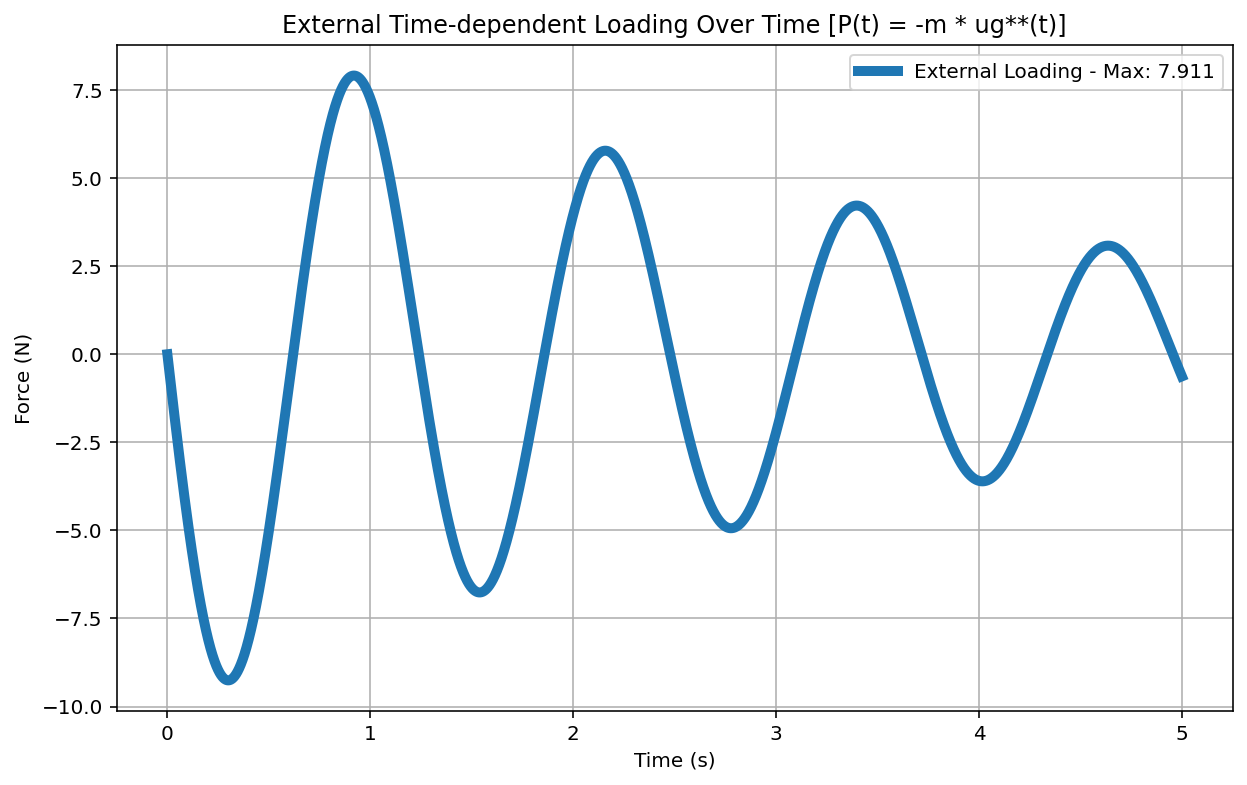 External Time-dependent Loading Over Time [P(t) = -m * ug**(t)]
External Loading - Max: 7.911
Force (N)
7.5
5.0
2.5
0.0
−2.5
−5.0
−7.5
−10.0
0 1 2 3 4 5
Time (s)